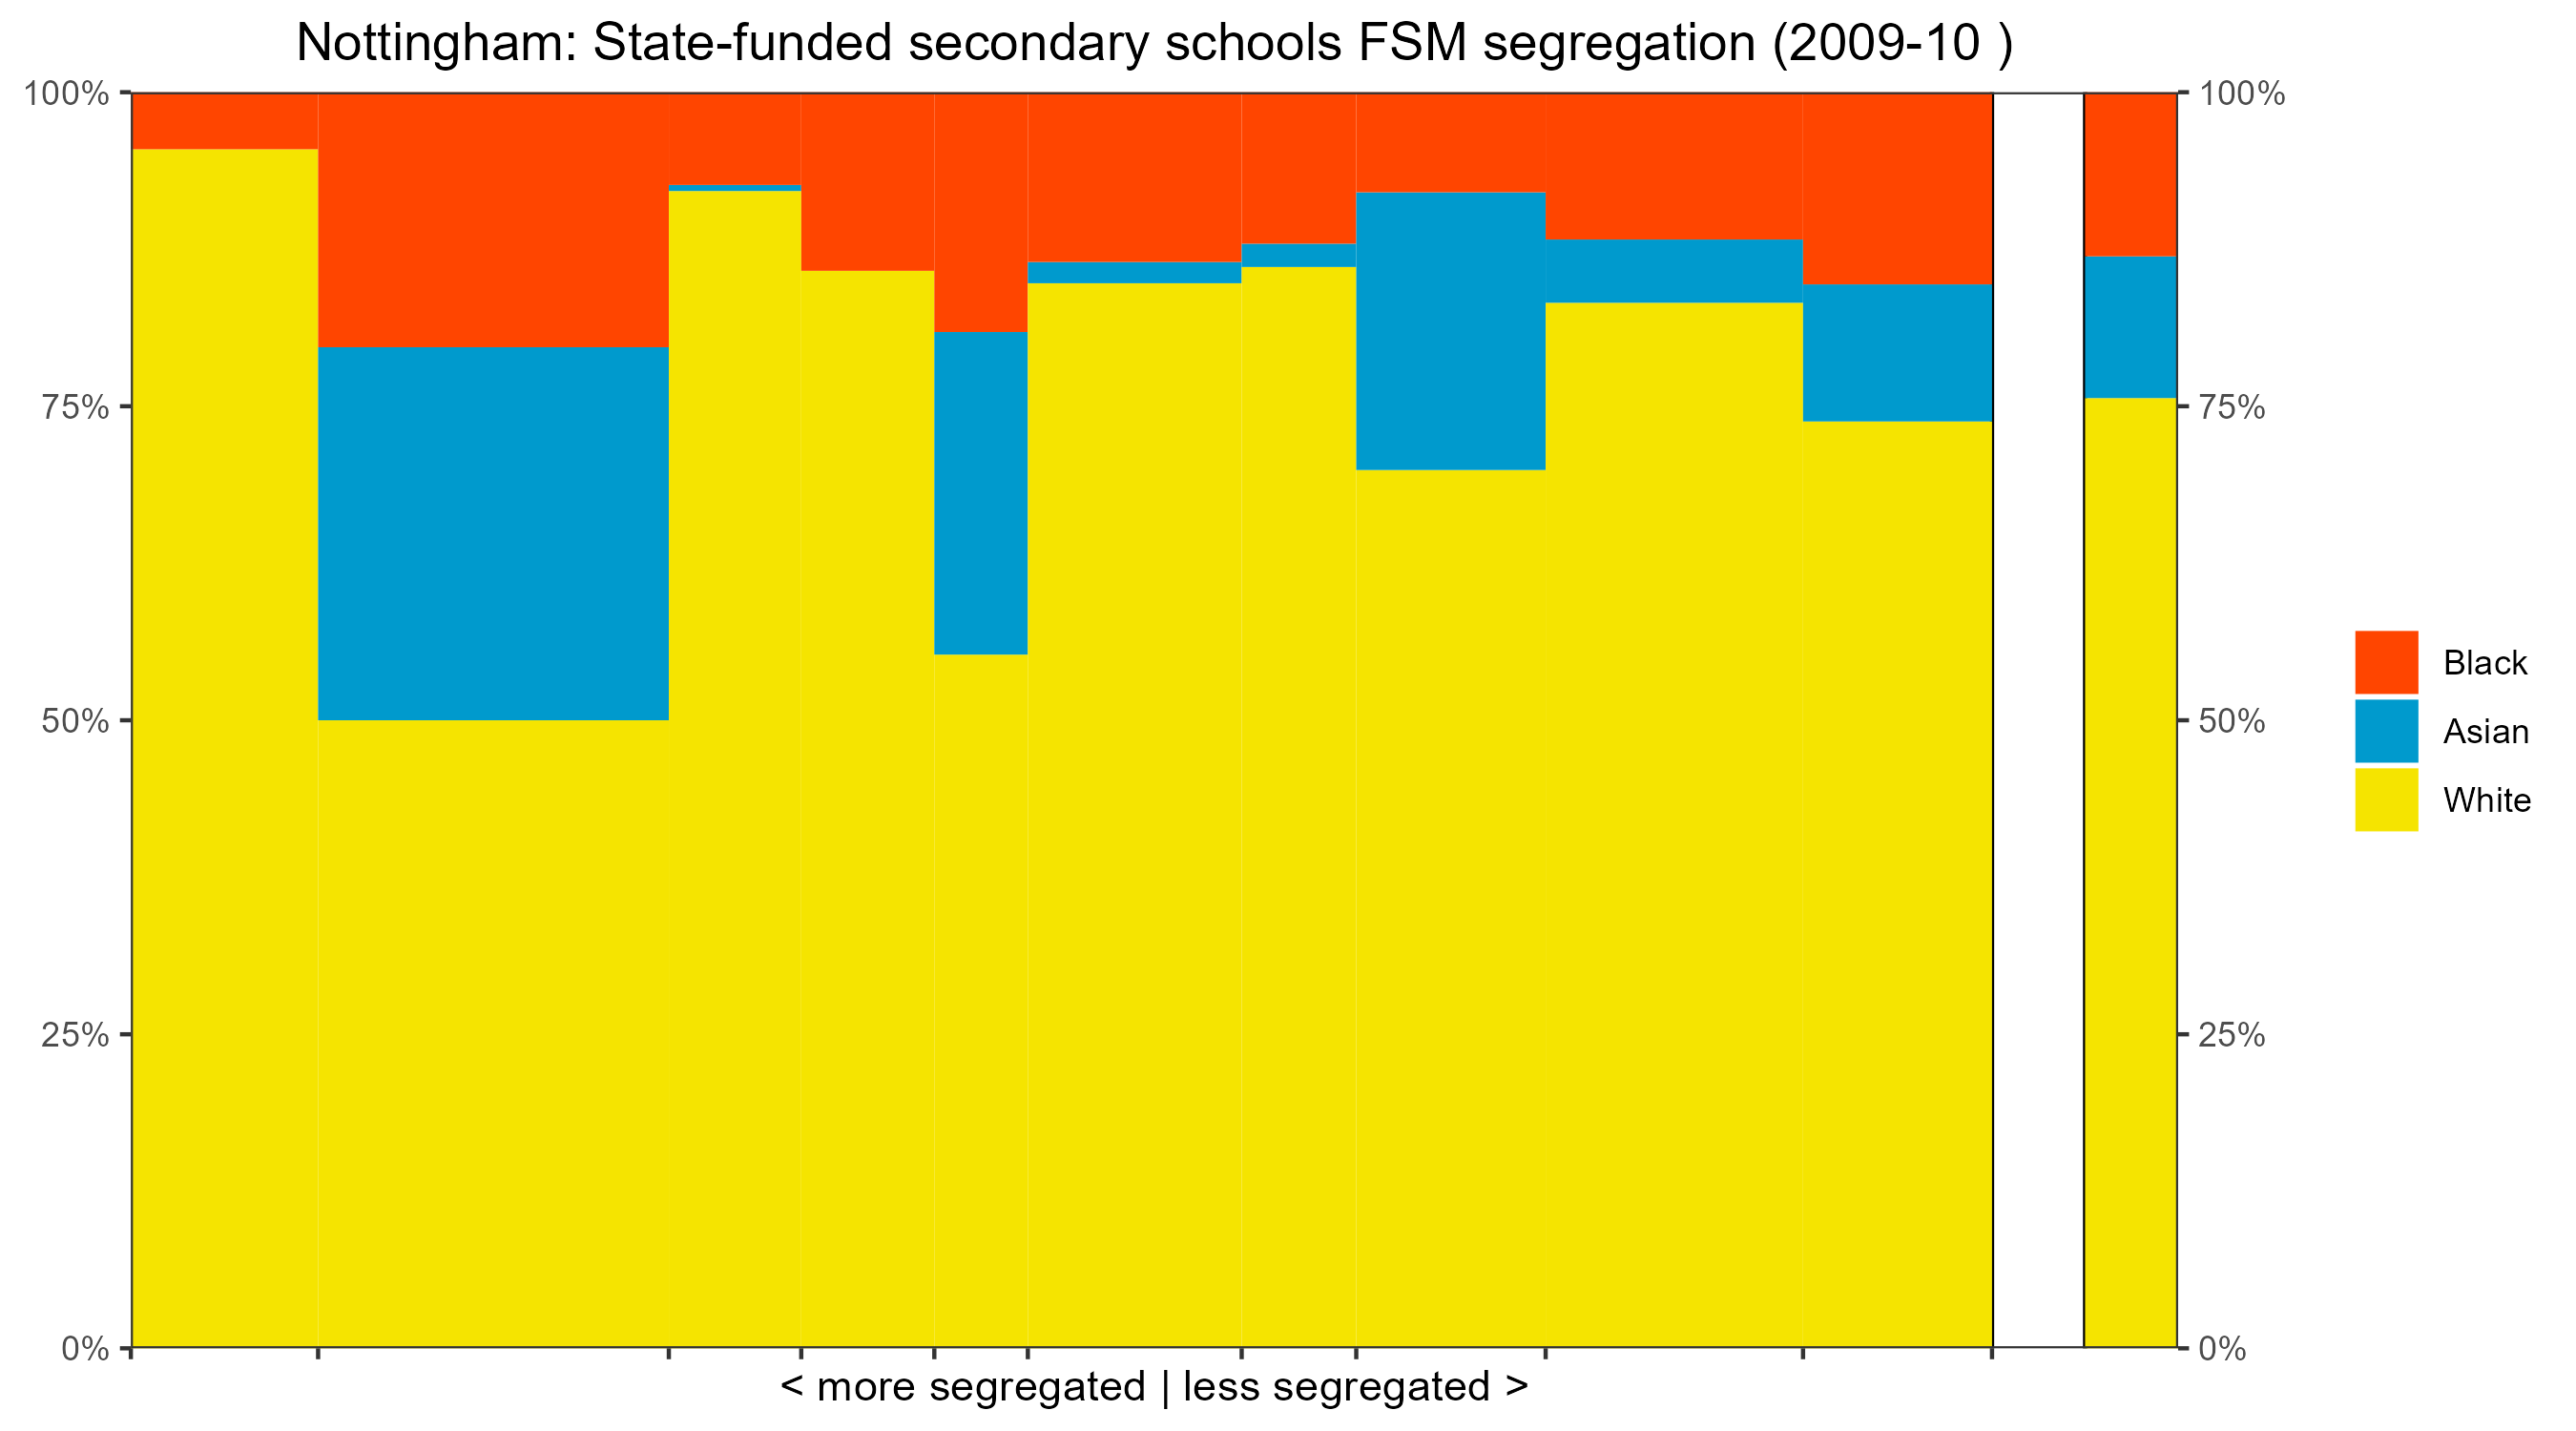 Nottingham: State-funded secondary schools FSM segregation (2009-10 )
100%
75%
50%
25%
0%
100%
75%
50%
25%
0%
Black
Asian
White
< more segregated | less segregated >